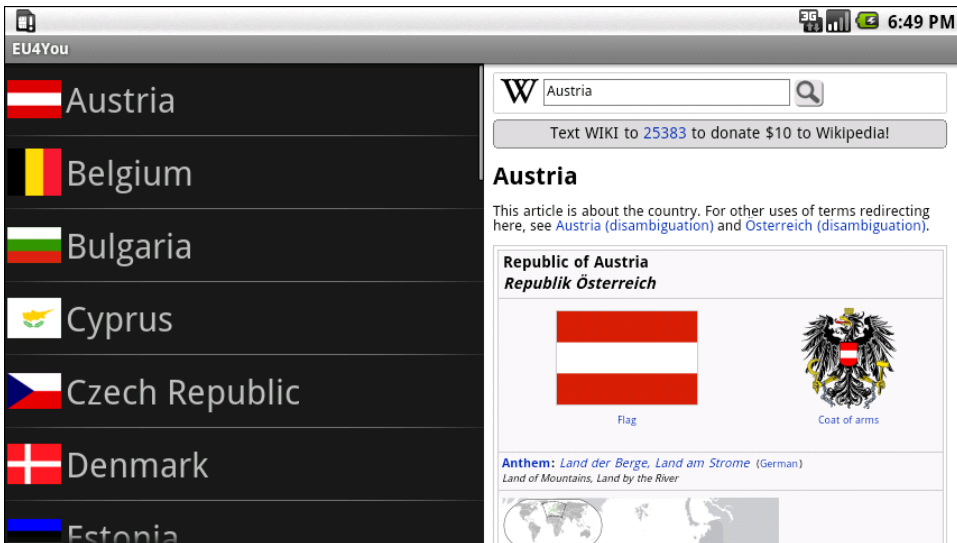 3G 6:49 PM
EU4You
Austria
Belgium
Bulgaria
Cyprus
Czech Republic
Denmark
Estonia
W Austria
Text WIKI to 25383 to donate $10 to Wikipedia!
Austria
This article is about the country. For other uses of terms redirecting
here, see Austria (disambiguation) and Österreich (disambiguation).
Republic of Austria
Republik Österreich
Flag
Coat of arms
Anthem: Land der Berge, Land am Strome (German)
Land of Mountains, Land by the River